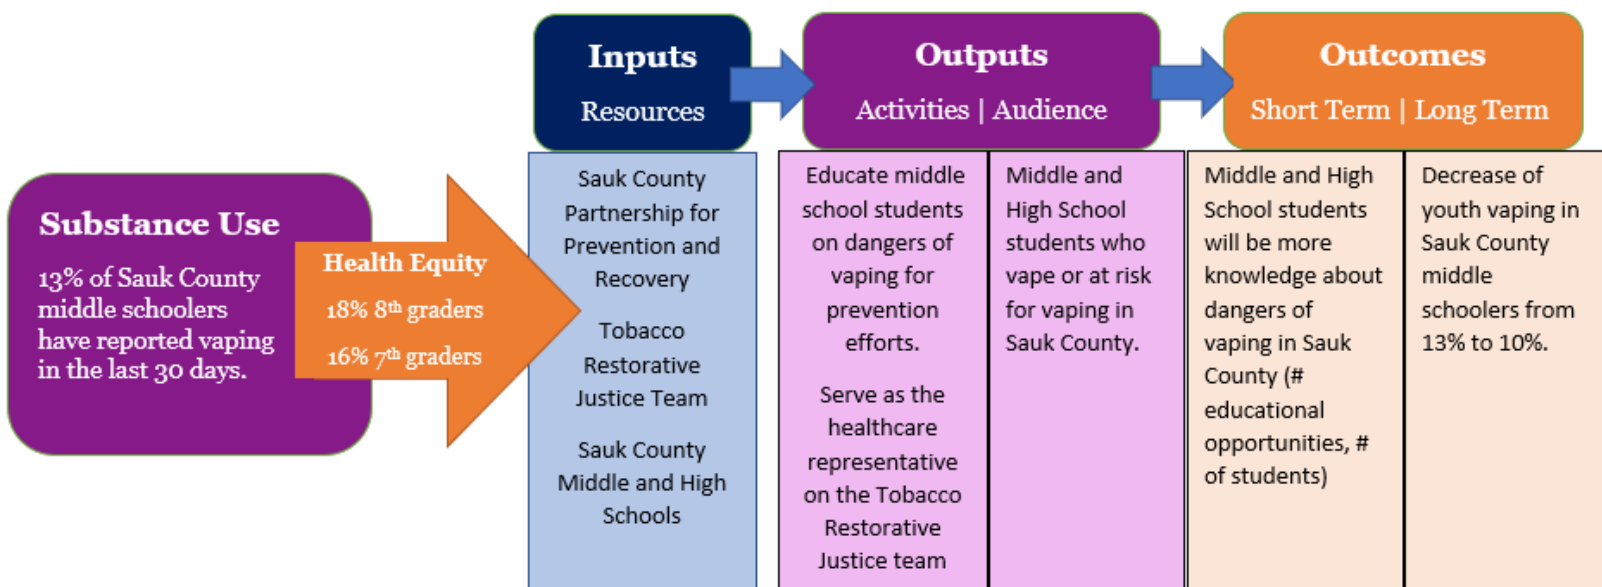 Substance Use
13% of Sauk County
middle schoolers
have reported vaping
in the last 30 days.
Health Equity
18% 8th graders
16% 7th graders
Inputs
Resources
Sauk County
Partnership for
Prevention and
Recovery
Tobacco
Restorative
Justice Team
Sauk County
Middle and High
Schools
Outputs
Activities | Audience
Educate middle
school students
on dangers of
vaping for
prevention
efforts.
Serve as the
healthcare
representative
on the Tobacco
Restorative
Justice team
Middle and
High School
students who
vape or at risk
for vaping in
Sauk County.
Outcomes
Short Term | Long Term
Middle and High
School students
will be more
knowledge about
dangers of
vaping in Sauk
County (#
educational
opportunities, #
of students)
Decrease of
youth vaping in
Sauk County
middle
schoolers from
13% to 10%.